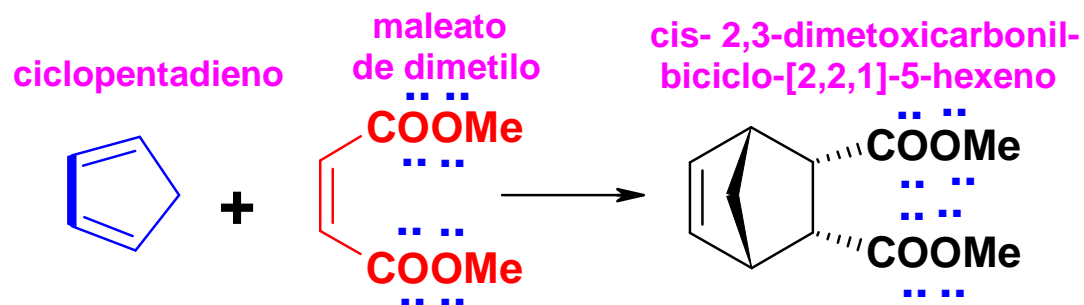 ciclopentadieno
maleato
de dimetilo
cis- 2,3-dimetoxicarbonil-
biciclo-[2,2,1]-5-hexeno
COOMe
COOMe
+
COOMe
COOMe